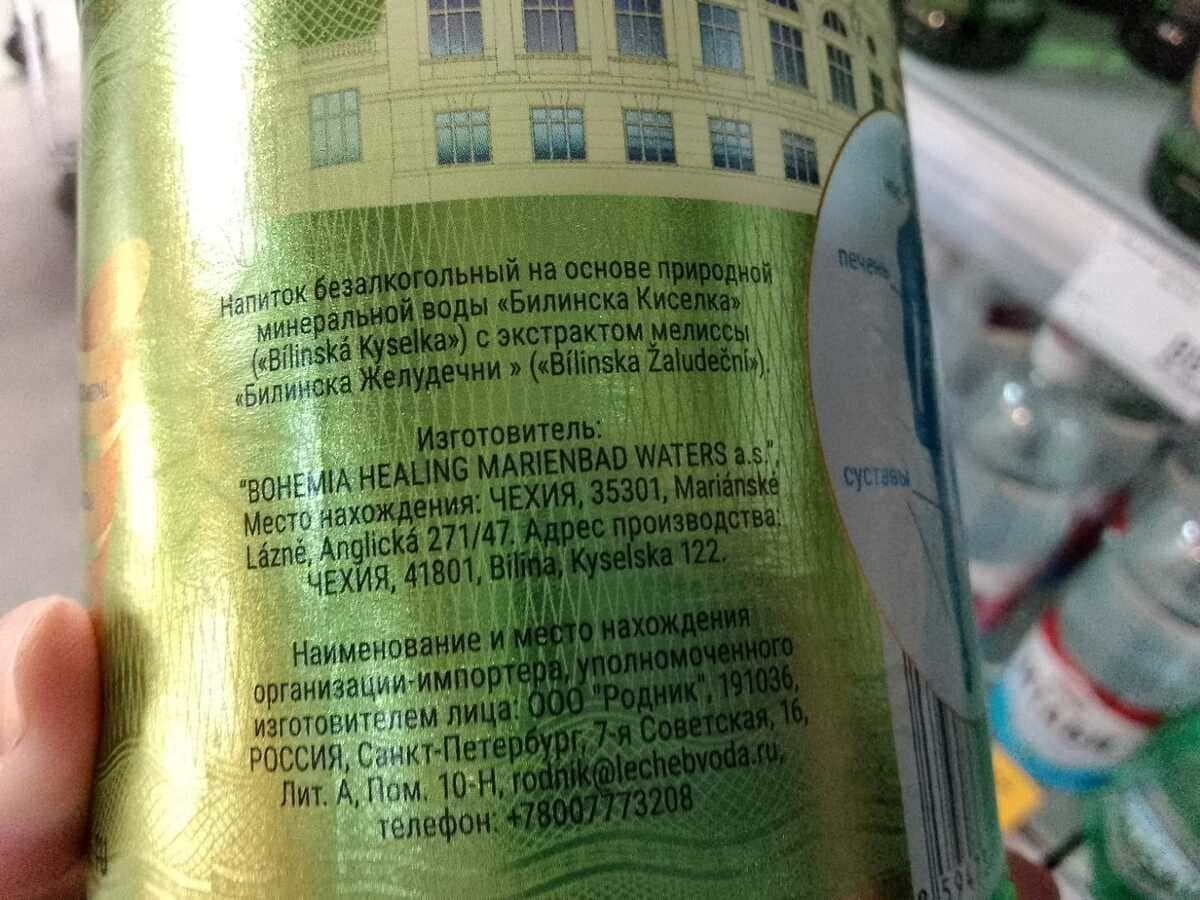 Напиток безалкогольный на основе природной
минеральной воды «Билинска Киселка»
(«Bílinská Kyselka») с экстрактом мелиссы
«Билинска Желудечни » («Bílinska Žaludeční»).
Изготовитель:
"BOHEMIA HEALING MARIENBAD WATERS a.s.",
Место нахождения: ЧЕХИЯ, 35301, Mariánské
Lázně, Anglická 271/47. Адрес производства:
ЧЕХИЯ, 41801, Bilina, Kyselska 122.
Наименование и место нахождения
организации-импортера, уполномоченного
изготовителем лица: ООО "Родник", 191036,
РОССИЯ, Санкт-Петербург, 7-я Советская, 16,
Лит. А, Пом. 10-Н, rodnik@lechebvoda.ru,
телефон: +78007773208
печень
суставы
594